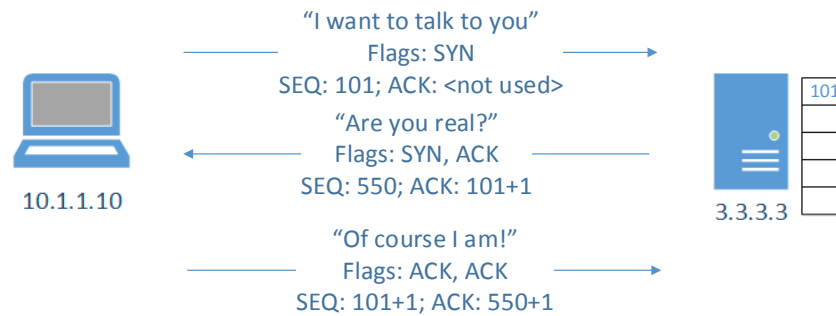 “I want to talk to you”
Flags: SYN
SEQ: 101; ACK: <not used>
“Are you real?”
Flags: SYN, ACK
SEQ: 550; ACK: 101+1
“Of course I am!”
Flags: ACK, ACK
SEQ: 101+1; ACK: 550+1
10.1.1.10
3.3.3.3
101